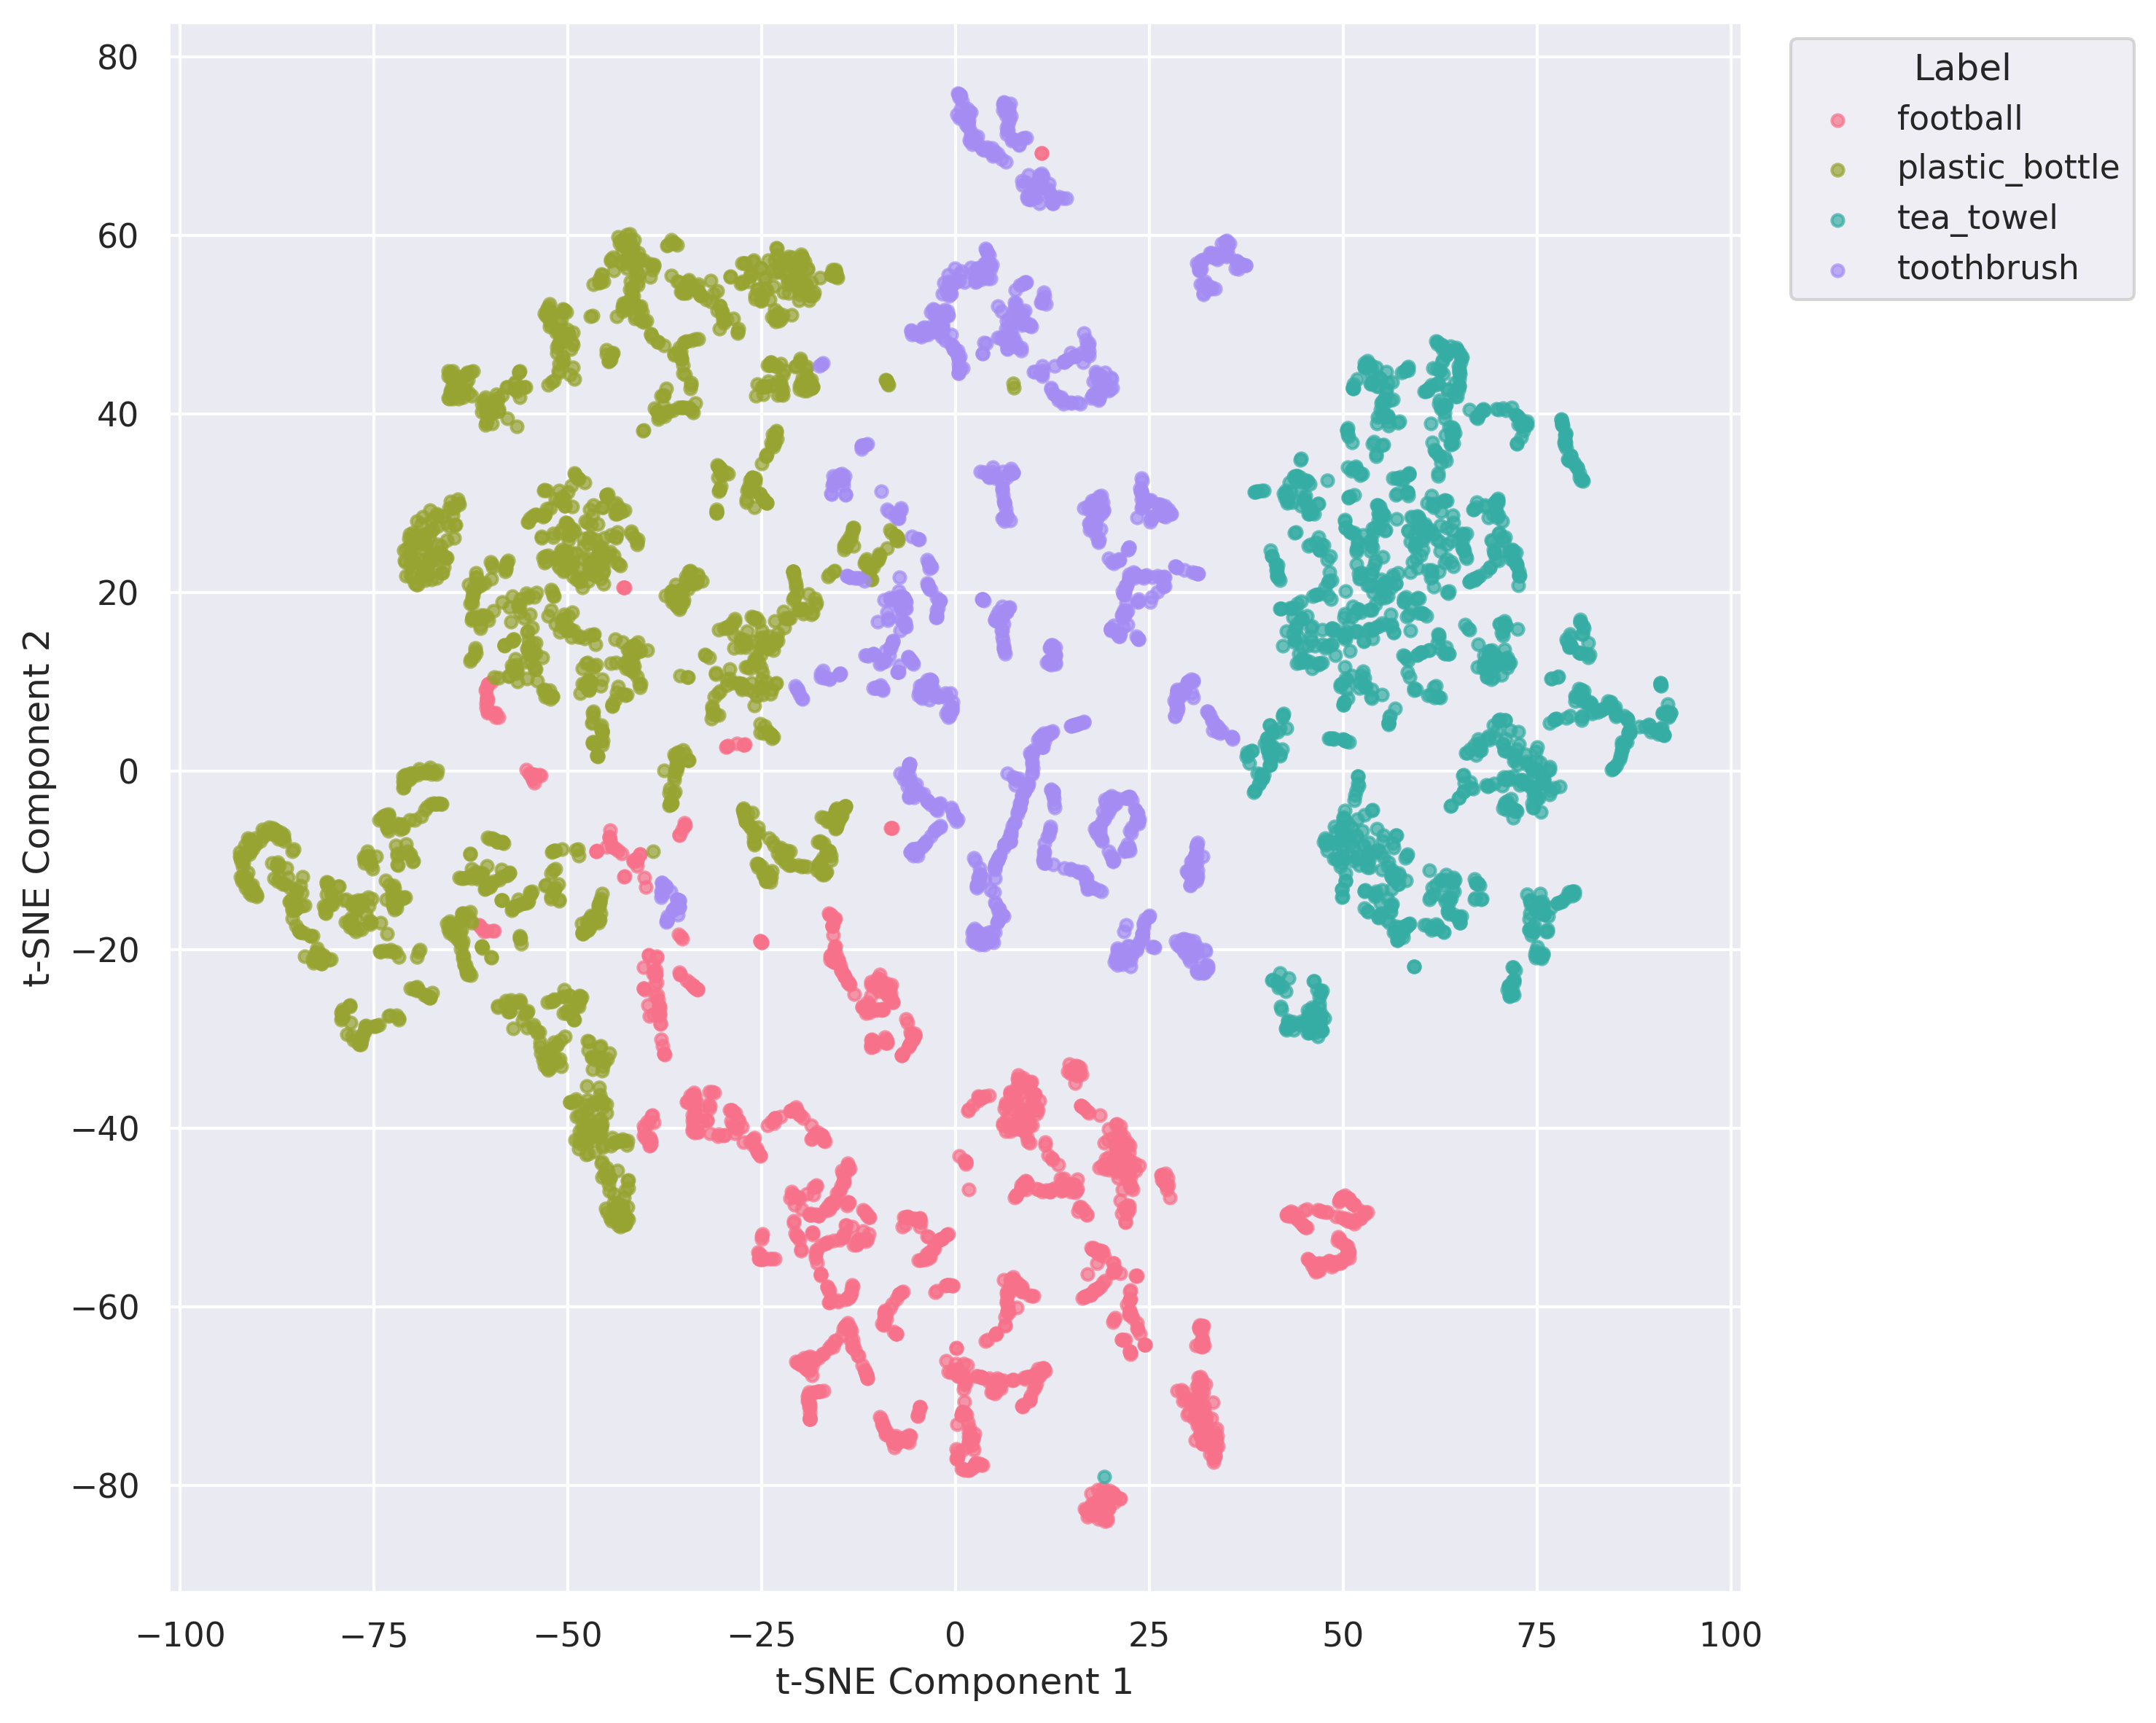 Label
football
plastic_bottle
tea_towel
toothbrush
t-SNE Component 2
80
60
40
20
0
−20
−40
−60
−80
−100
−75
−50
−25
0
25
50
75
100
t-SNE Component 1